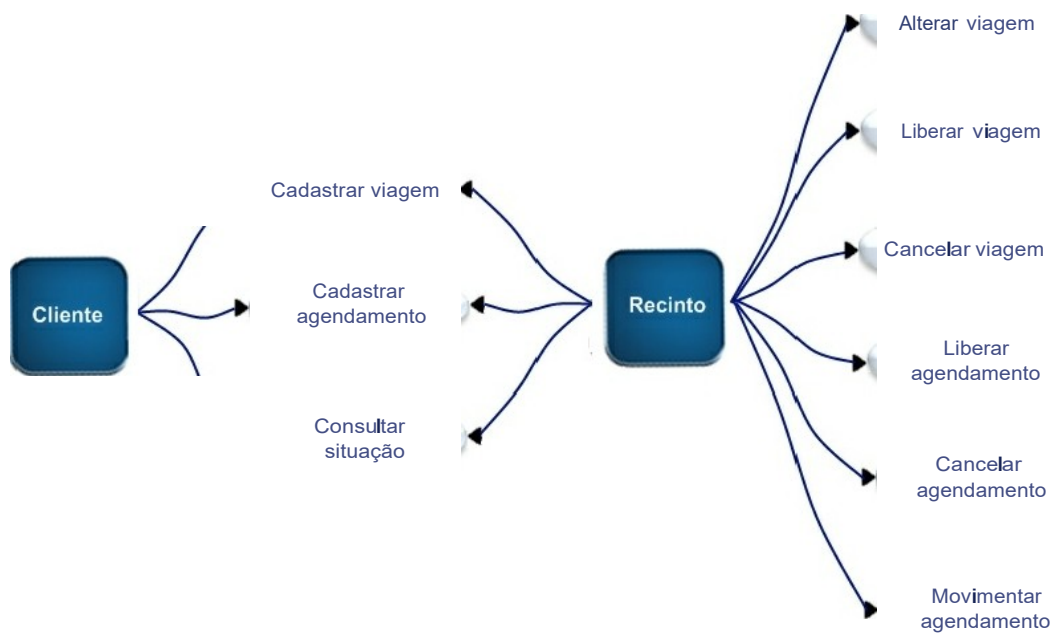 Alterar viagem
Liberar viagem
Cadastrar viagem
Cancelar viagem
Cliente
Cadastrar
agendamento
Recinto
Liberar
agendamento
Consultar
situação
Cancelar
agendamento
Movimentar
agendamento